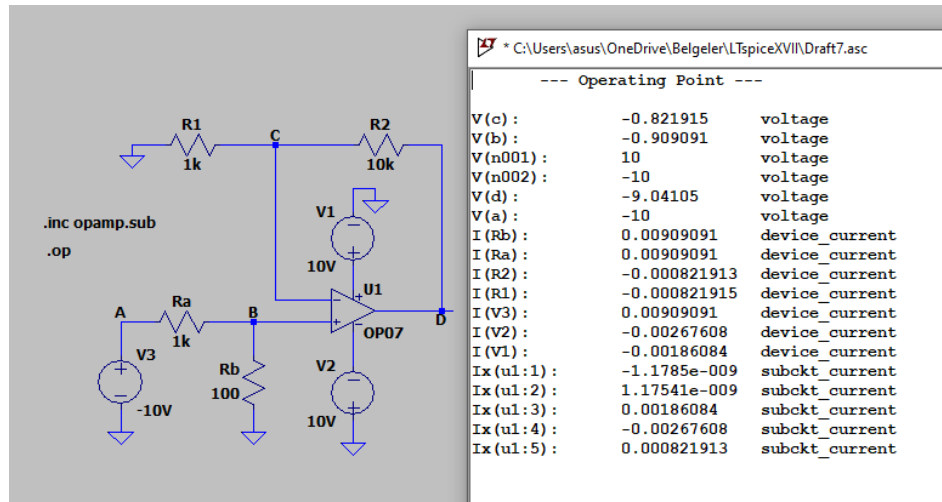 * C:\Users\asus\OneDrive\Belgeler\LTspiceXVII\Draft7.asc
--- Operating Point ---
V(c): -0.821915 voltage
V(b): -0.909091 voltage
V(n001): 10 voltage
V(n002): -10 voltage
V(d): -9.04105 voltage
V(a): -10 voltage
I(Rb): 0.00909091 device_current
I(Ra): 0.00909091 device_current
I(R2): -0.000821913 device_current
I(R1): -0.000821915 device_current
I(V3): 0.00909091 device_current
I(V2): -0.00267608 device_current
I(V1): -0.00186084 device_current
Ix(u1:1): -1.1785e-009 subckt_current
Ix(u1:2): 1.17541e-009 subckt_current
Ix(u1:3): 0.00186084 subckt_current
Ix(u1:4): -0.00267608 subckt_current
Ix(u1:5): 0.000821913 subckt_current
R1
1k
C
R2
10k
V1
10V
.inc opamp.sub
.op
U1
OP07
D
A
Ra
1k
B
V3
-10V
Rb
100
V2
10V